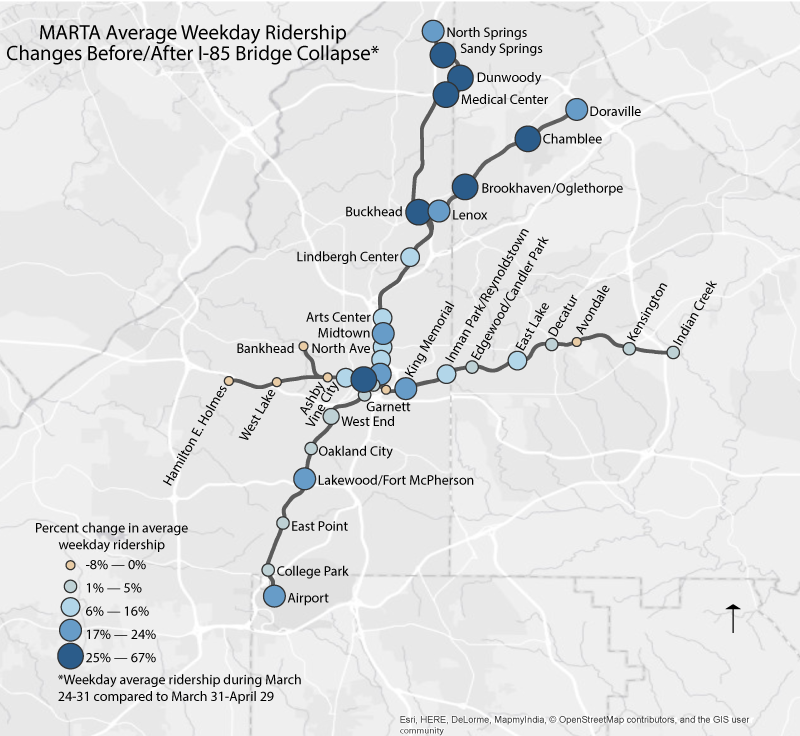 MARTA Average Weekday Ridership
Changes Before/After I-85 Bridge Collapse*
North Springs
Sandy Springs
Dunwoody
Medical Center
Doraville
Chamblee
Brookhaven/Oglethorpe
Buckhead
Lenox
Lindbergh Center
Arts Center
Midtown
North Ave
Bankhead
King Memorial
Inman Park/Reynoldstown
Edgewood/Candler Park
East Lake
Decatur
Avondale
Kensington
Indian Creek
Hamilton E. Holmes
West Lake
Ashby
Vine City
Garnett
West End
Oakland City
Lakewood/Fort McPherson
East Point
College Park
Airport
Percent change in average
weekday ridership
-8% — 0%
1% — 5%
6% — 16%
17% — 24%
25% — 67%
*Weekday average ridership during March
24-31 compared to March 31-April 29
Esri, HERE, DeLorme, MapmyIndia, © OpenStreetMap contributors, and the GIS user
community